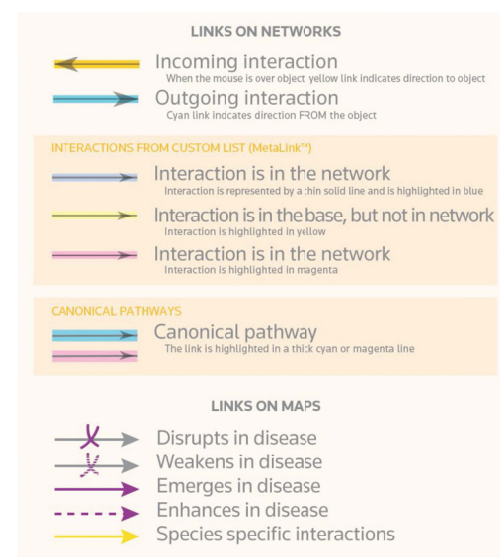 LINKS ON NETWORKS
Incoming interaction
When the mouse is over object yellow link indicates direction to object
Outgoing interaction
Cyan link indcates direction FROM the object
INTERACTIONS FROM CUSTOM LIST (MetaLink™)
Interaction is in the network
Interaction is represented by a thin solid line and is highlighted in blue
Interaction is in the base, but not in network
Interaction is highlighted in yellow
Interaction is in the network
Interaction is highlighted in magenta
CANONICAL PATHWAYS
Canonical pathway
The link is highlighted in a thick cyan or magenta line
LINKS ON MAPS
Disrupts in disease
Weakens in disease
Emerges in disease
Enhances in disease
Species specific interactions